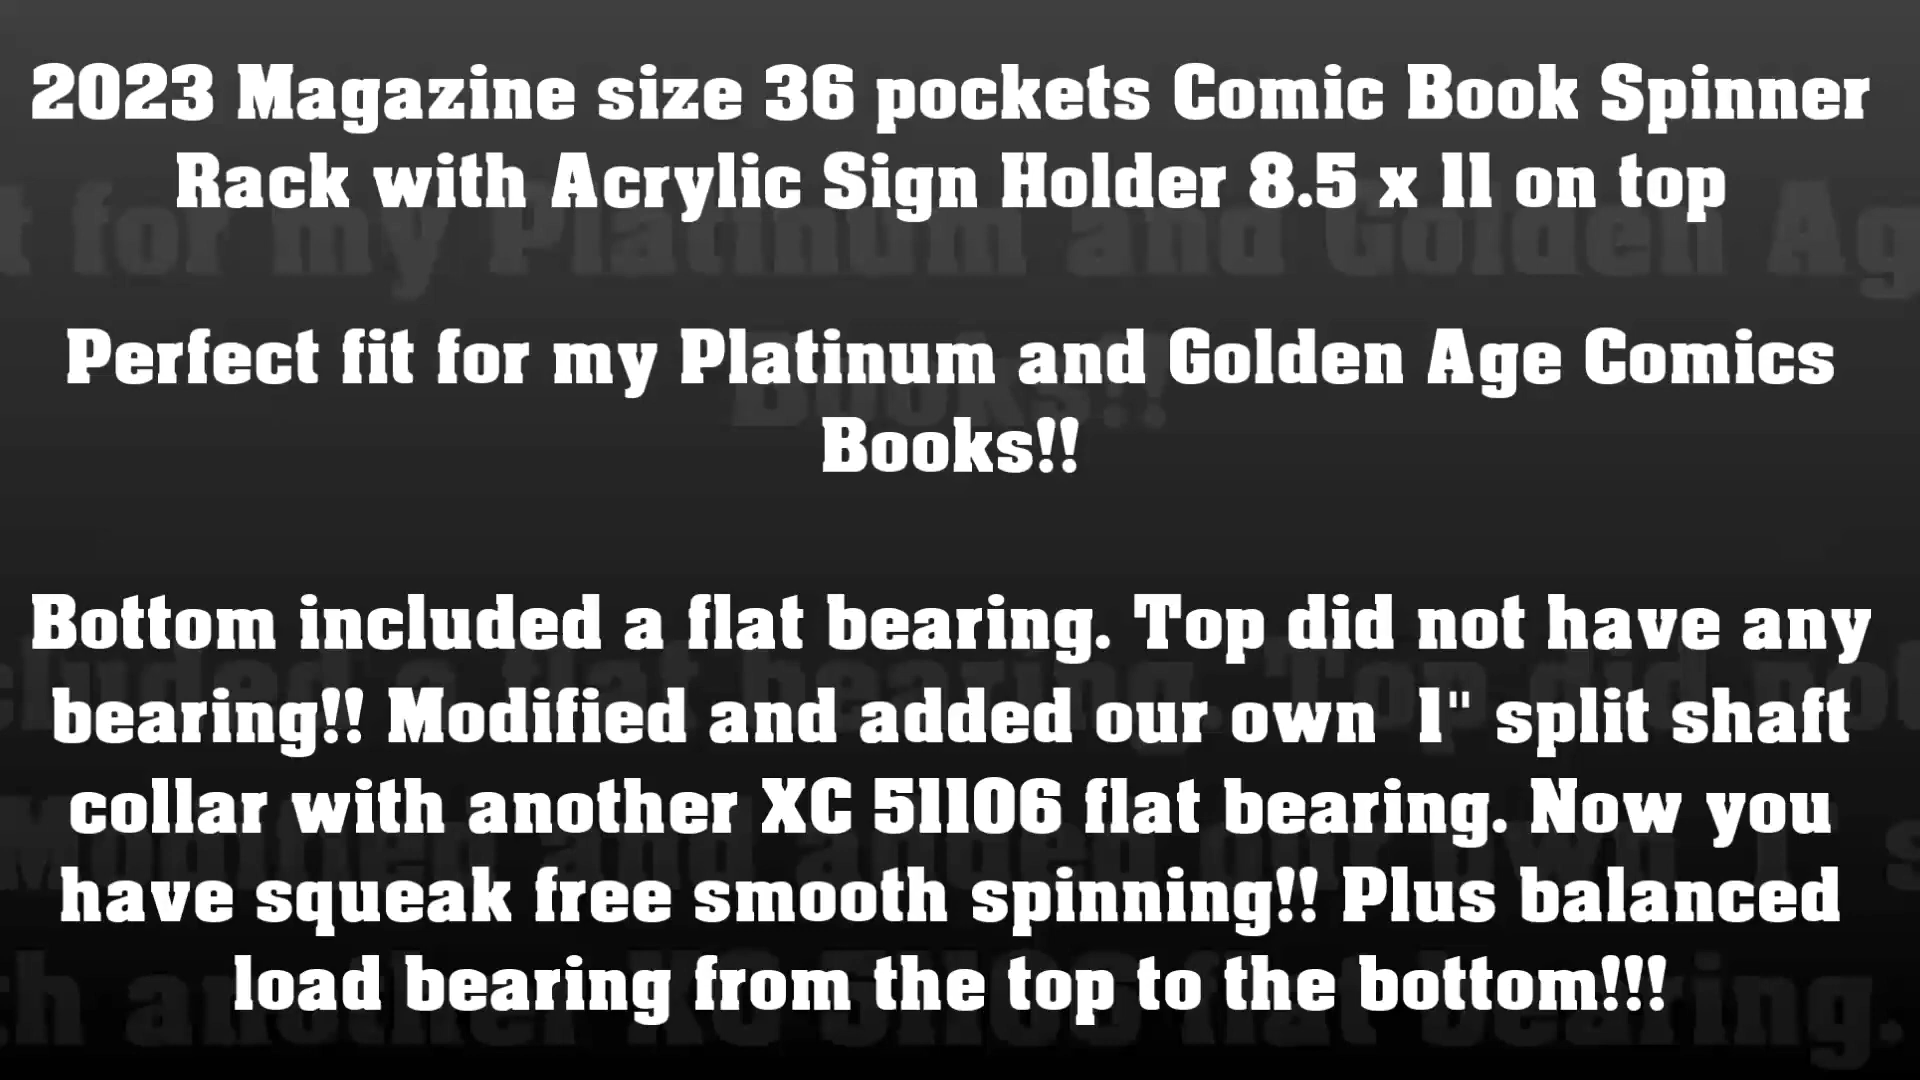 2023 Magazine size 36 pockets Comic Book Spinner
Rack with Acrylic Sign Holder 8.5 x 11 on top
Perfect fit for my Platinum and Golden Age Comics
Books!!
Bottom included a flat bearing. Top did not have any
bearing!! Modified and added our own 1" split shaft
collar with another XC 51106 flat bearing. Now you
have squeak free smooth spinning!! Plus balanced
load bearing from the top to the bottom!!!